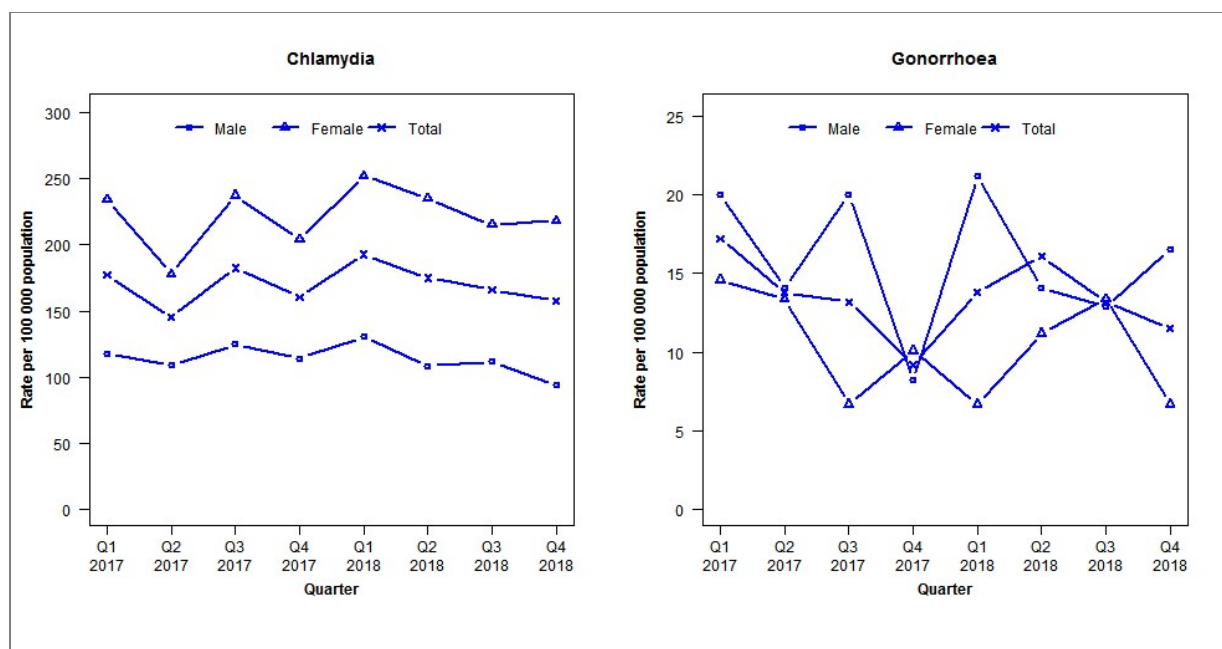 Chlamydia
Male Female Total
Rate per 100 000 population
300
250
200
150
100
50
0
Q1 Q2 Q3 Q4 Q1 Q2 Q3 Q4
2017 2017 2017 2017 2018 2018 2018 2018
Quarter
Gonorrhoea
Male Female Total
Rate per 100 000 population
25
20
15
10
5
0
Q1 Q2 Q3 Q4 Q1 Q2 Q3 Q4
2017 2017 2017 2017 2018 2018 2018 2018
Quarter